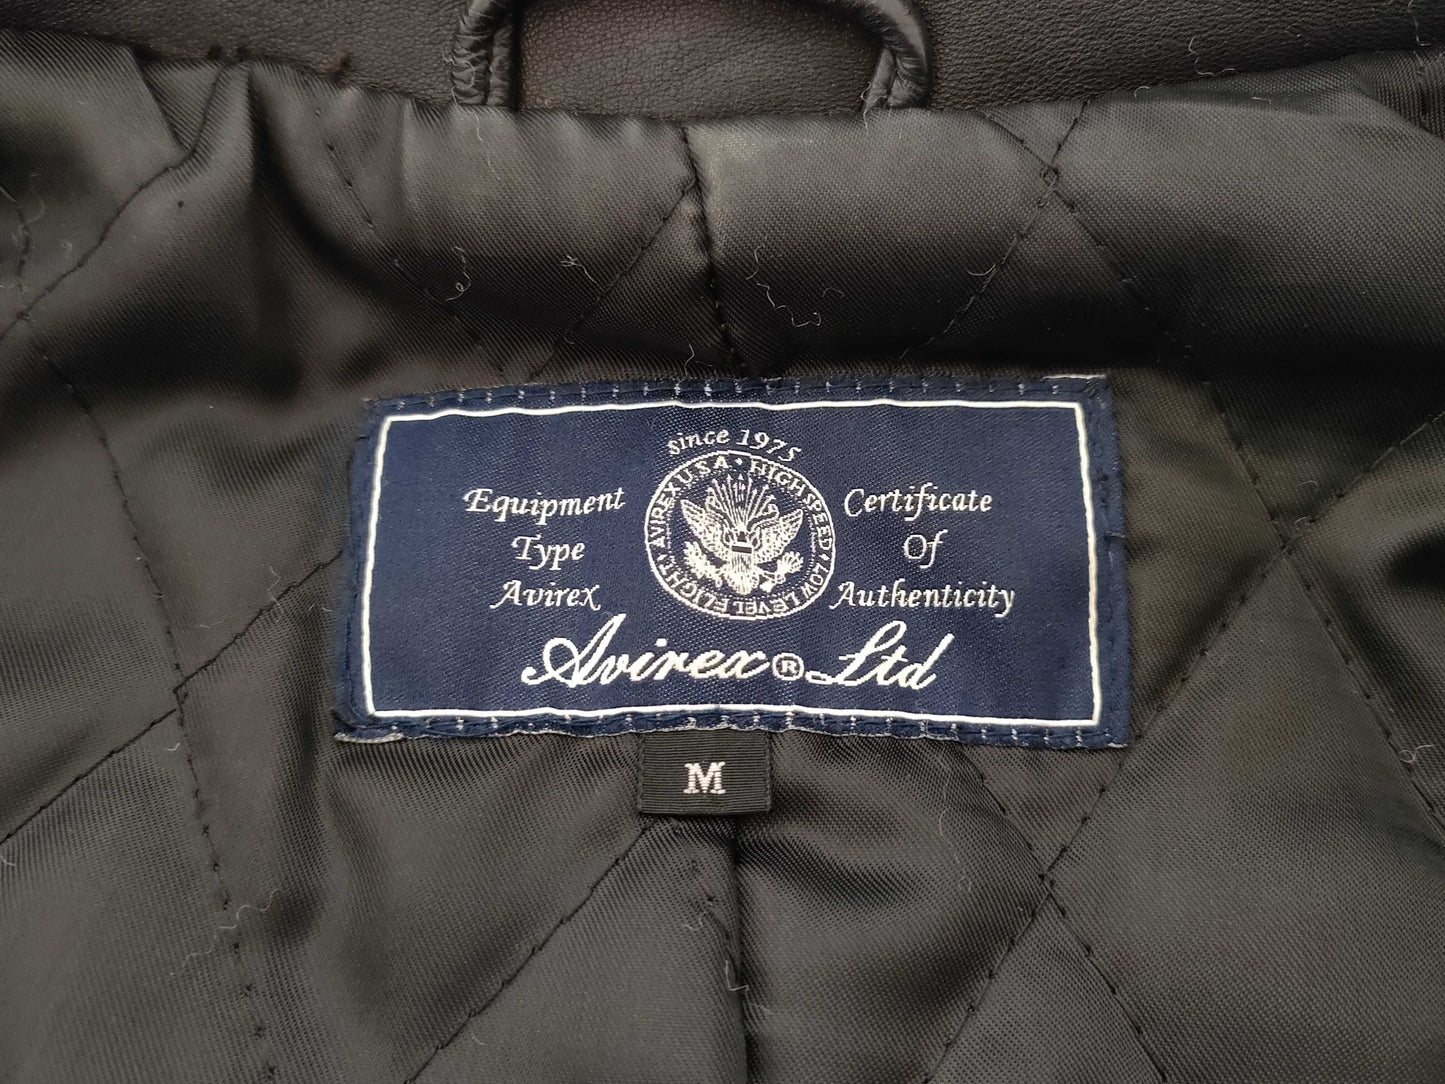 since 1975
AVIREX U.S.A • HIGH SPEED • LOW LEVEL FLIGHT •
Equipment
Type
Avirex
Certificate
Of
Authenticity
Avirex® Ltd
M